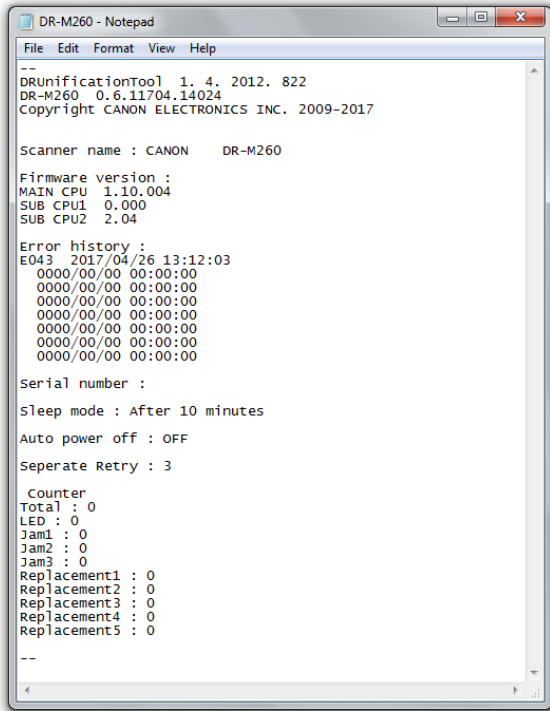 DR-M260 - Notepad
File Edit Format View Help
--
DRUnificationTool 1. 4. 2012. 822
DR-M260 0.6.11704.14024
Copyright CANON ELECTRONICS INC. 2009-2017
Scanner name : CANON DR-M260
Firmware version :
MAIN CPU 1.10.004
SUB CPU1 0.000
SUB CPU2 2.04
Error history :
E043 2017/04/26 13:12:03
0000/00/00 00:00:00
0000/00/00 00:00:00
0000/00/00 00:00:00
0000/00/00 00:00:00
0000/00/00 00:00:00
0000/00/00 00:00:00
0000/00/00 00:00:00
Serial number :
Sleep mode : After 10 minutes
Auto power off : OFF
Seperate Retry : 3
Counter
Total : 0
LED : 0
Jam1 : 0
Jam2 : 0
Jam3 : 0
Replacement1 : 0
Replacement2 : 0
Replacement3 : 0
Replacement4 : 0
Replacement5 : 0
--